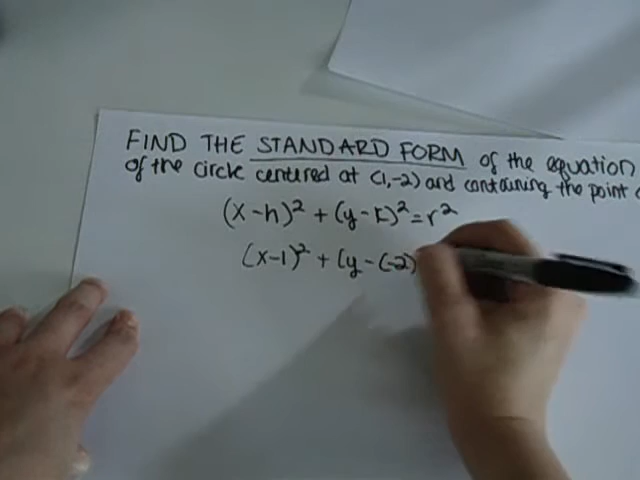 FIND THE STANDARD FORM of the equation
of the circle centered at (1,-2) and containing the point
(x-h)² + (y-k)² = r²
(x-1)² + (y-(-2)